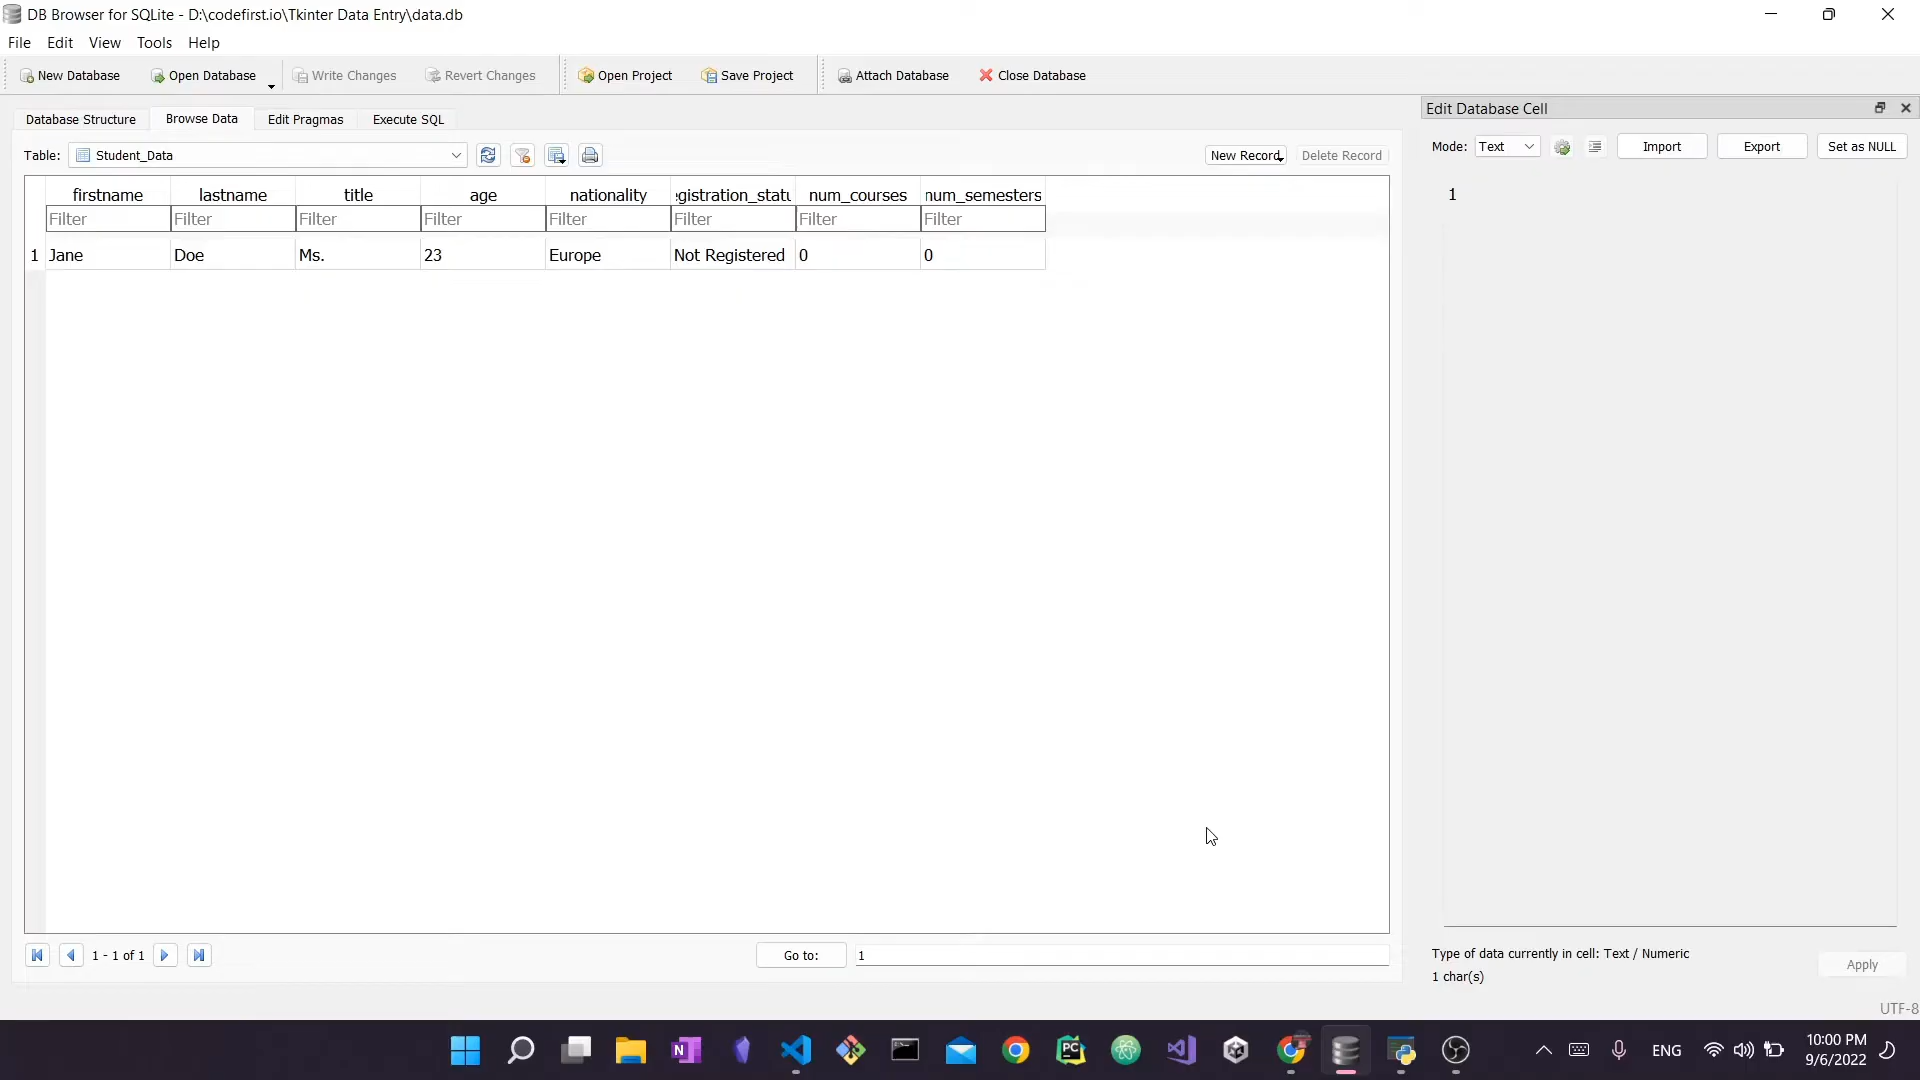 DB Browser for SQLite - D:\codefirst.io\Tkinter Data Entry\data.db
File Edit View Tools Help
New Database Open Database Write Changes Revert Changes Open Project Save Project Attach Database Close Database
Database Structure Browse Data Edit Pragmas Execute SQL
Table: Student_Data New Record Delete Record
firstname lastname title age nationality egistration_statu num_courses num_semesters
Filter Filter Filter Filter Filter Filter Filter Filter
1 Jane Doe Ms. 23 Europe Not Registered 0 0
1 - 1 of 1 Go to: 1
Edit Database Cell
Mode: Text Import Export Set as NULL
1
Type of data currently in cell: Text / Numeric
1 char(s)
Apply
UTF-8
N PC ENG 10:00 PM
9/6/2022